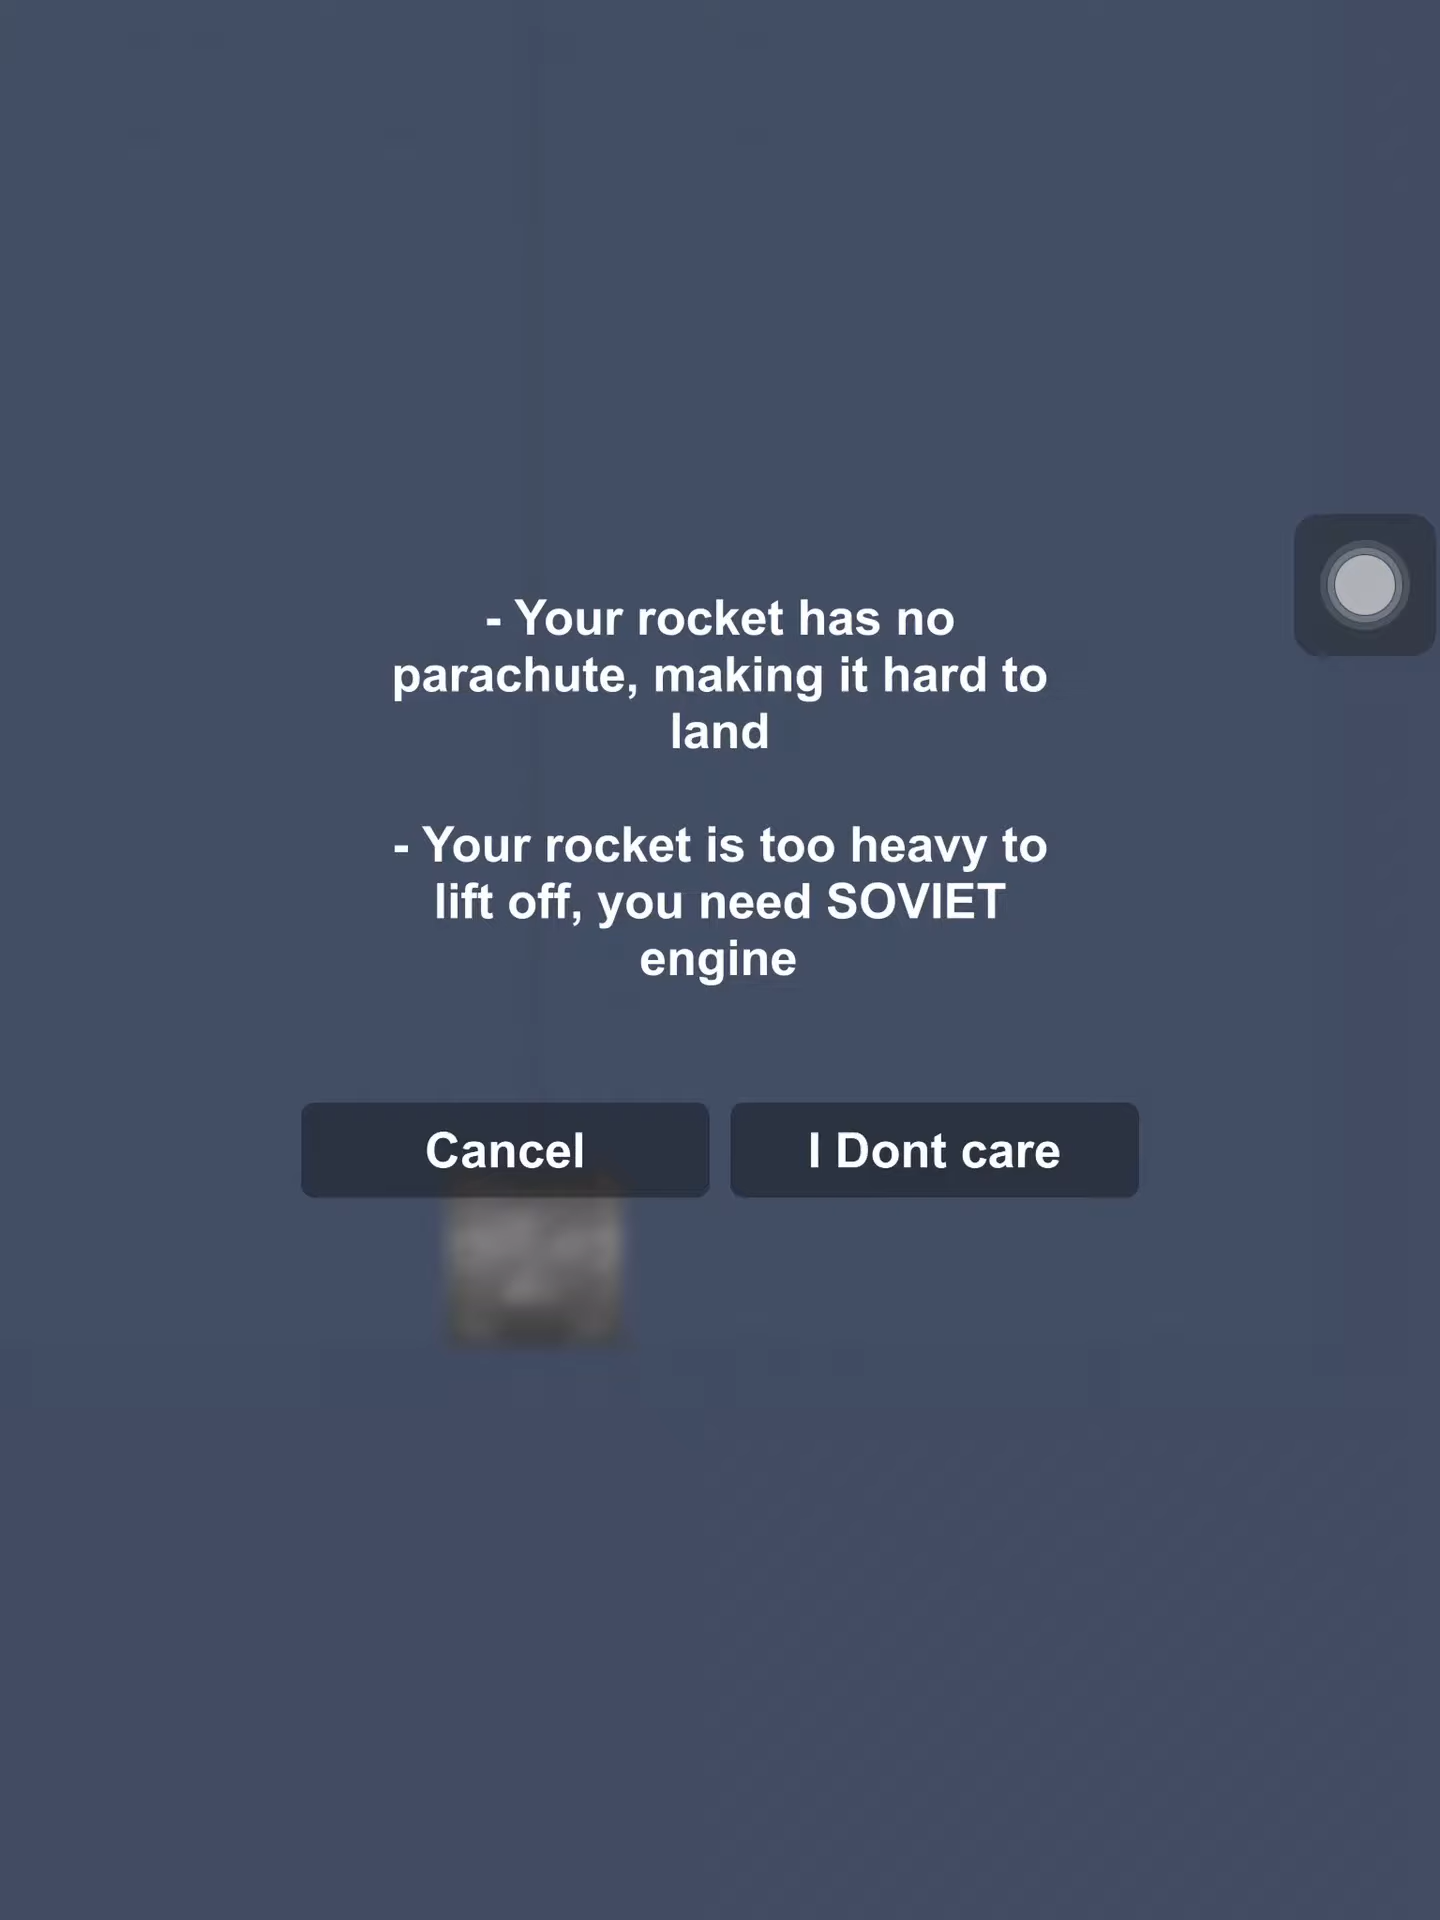 - Your rocket has no
parachute, making it hard to
land
- Your rocket is too heavy to
lift off, you need SOVIET
engine
Cancel
I Dont care